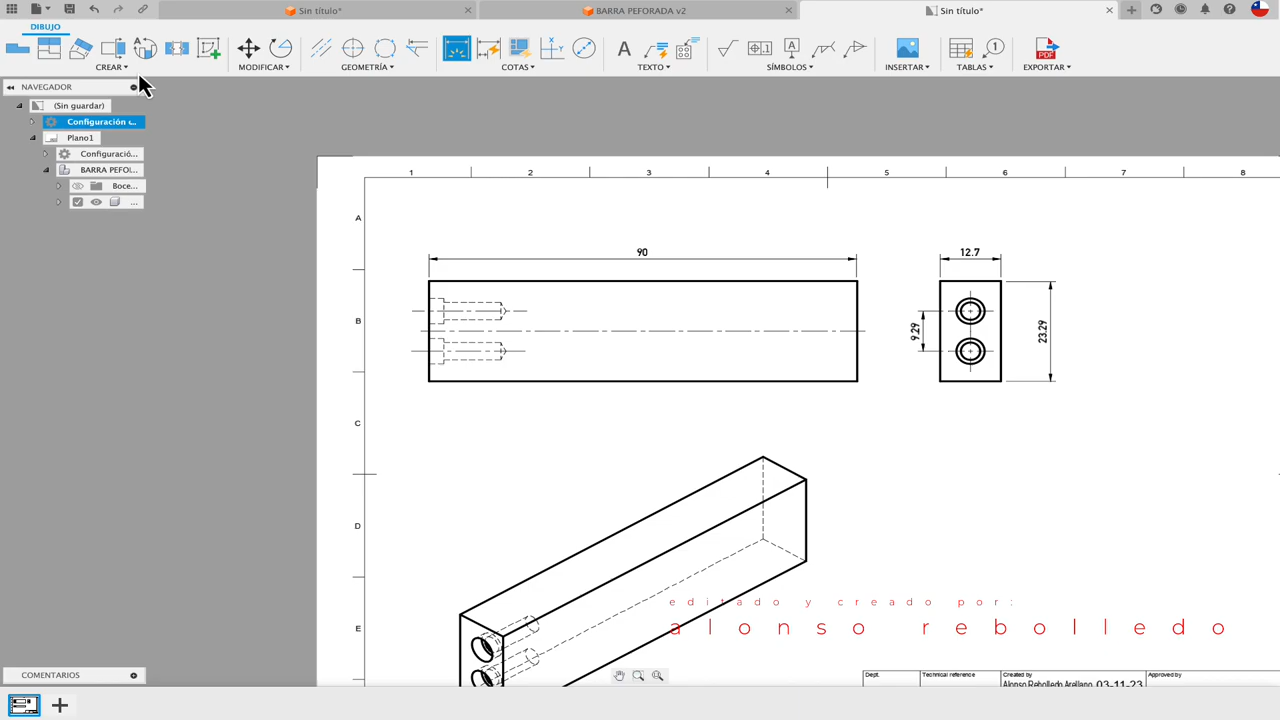 Sin título*
BARRA PEFORADA v2
Sin título*
DIBUJO
CREAR
MODIFICAR
GEOMETRÍA
COTAS
TEXTO
SÍMBOLOS
INSERTAR
TABLAS
EXPORTAR
NAVEGADOR
(Sin guardar)
Configuración c...
Plano1
Configuració...
BARRA PEFO...
Boce...
...
1 2 3 4 5 6 7 8
A
90
12.7
B
9.29
23.29
C
D
editado y creado por:
alonso rebolledo
E
Dept.
Technical reference
Created by
Approved by
Alonso Rebolledo Arellano 03-11-23
COMENTARIOS